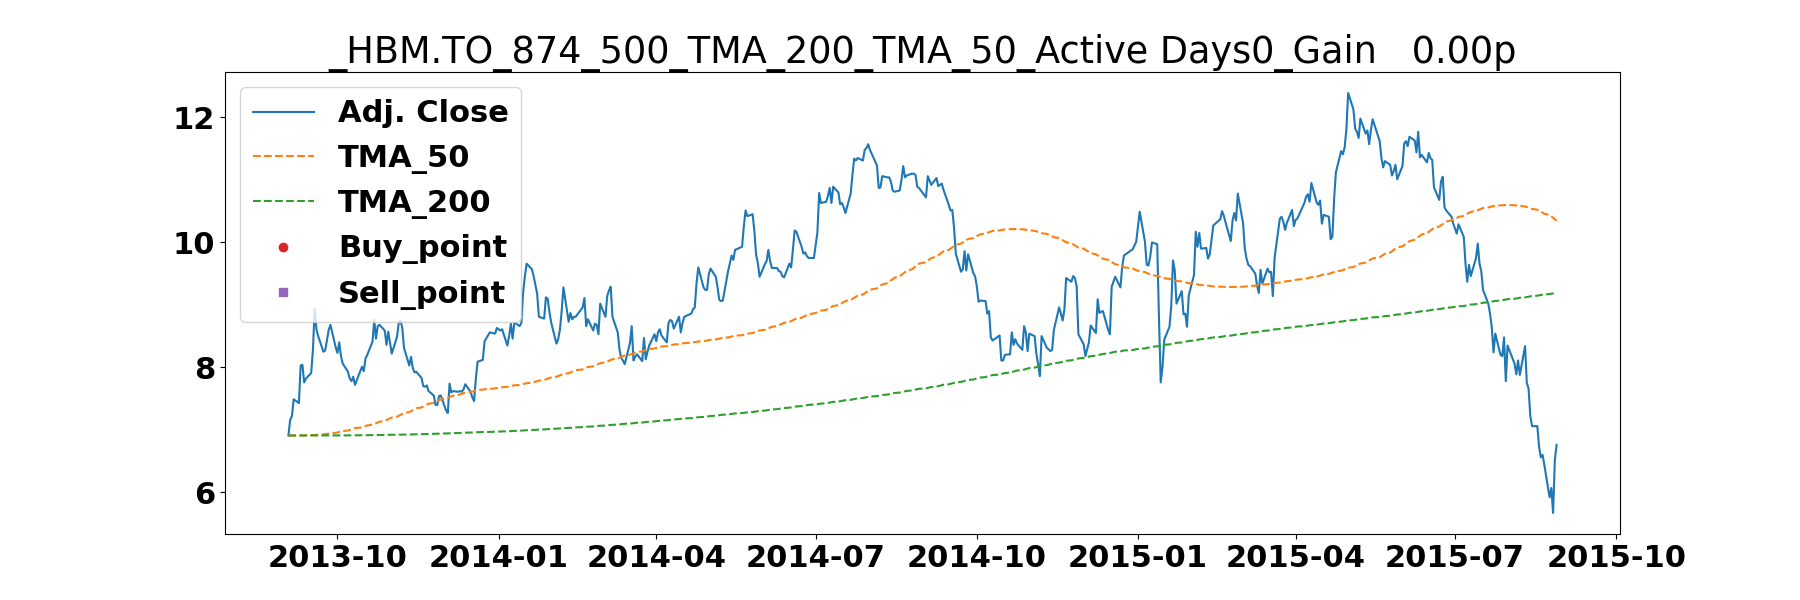 _HBM.TO_874_500_TMA_200_TMA_50_Active Days0_Gain   0.00p
Adj. Close
TMA_50
TMA_200
Buy_point
Sell_point
12
10
8
6
2013-10 2014-01 2014-04 2014-07 2014-10 2015-01 2015-04 2015-07 2015-10